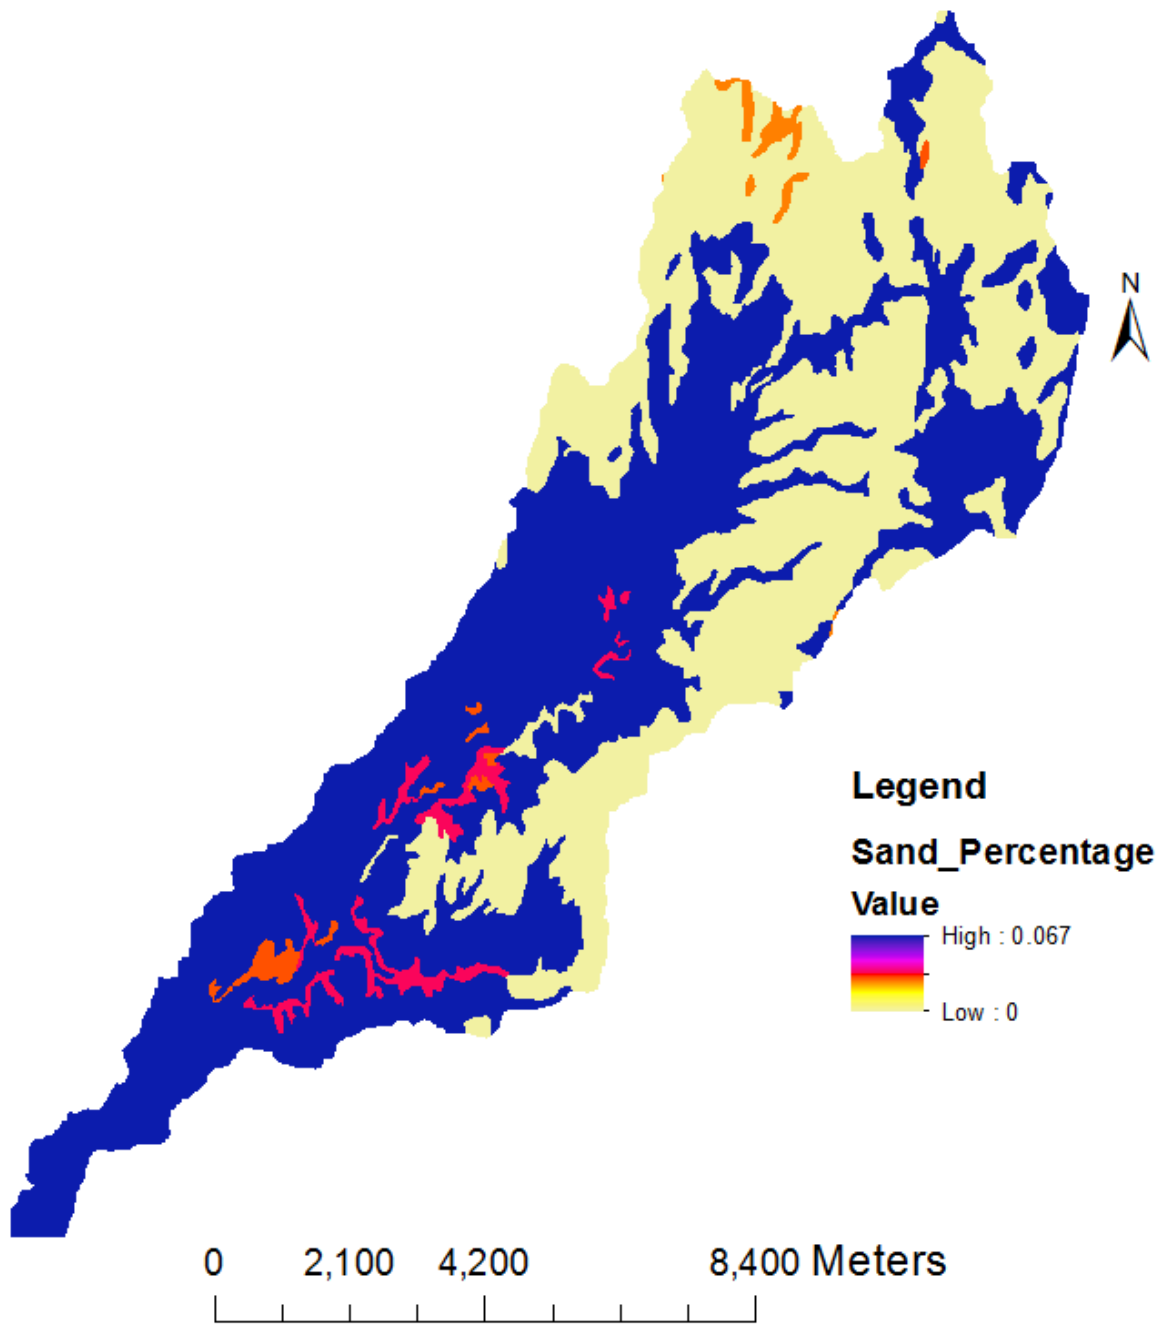 N
Legend
Sand_Percentage
Value
High : 0.067
Low : 0
0 2,100 4,200 8,400 Meters